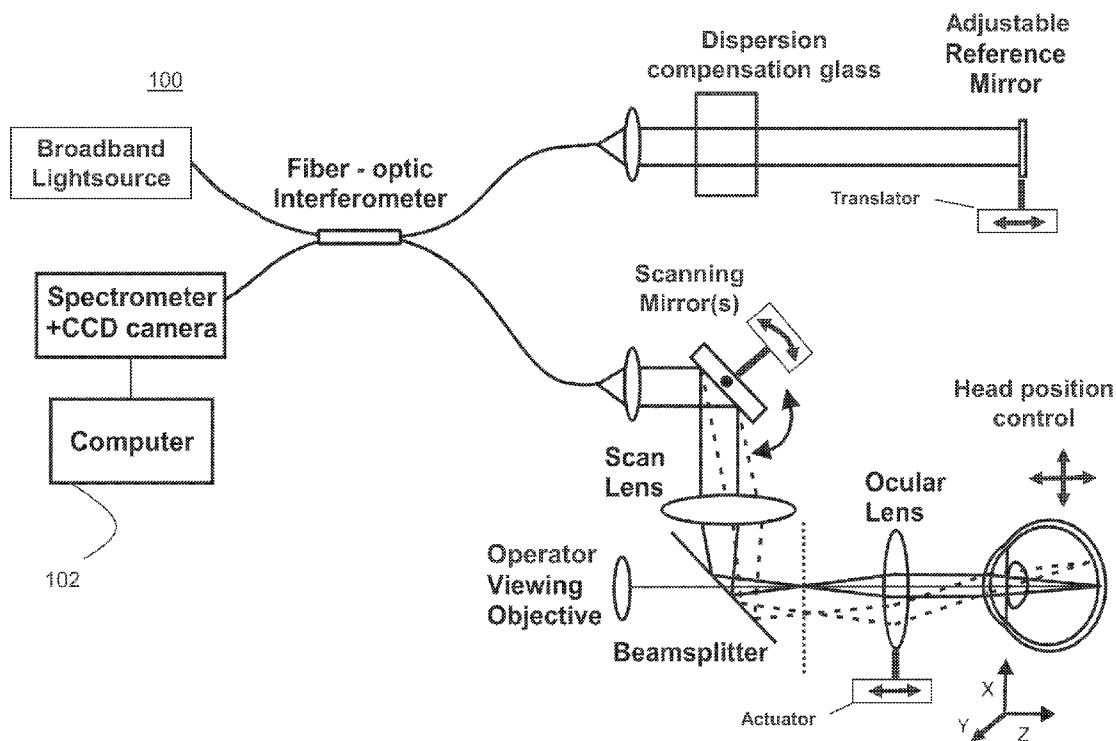 100
Broadband
Lightsource
Fiber - optic
Interferometer
Dispersion
compensation glass
Adjustable
Reference
Mirror
Translator
Spectrometer
+CCD camera
Computer
102
Scanning
Mirror(s)
Scan
Lens
Operator
Viewing
Objective
Beamsplitter
Ocular
Lens
Actuator
Head position
control
X
Y
Z